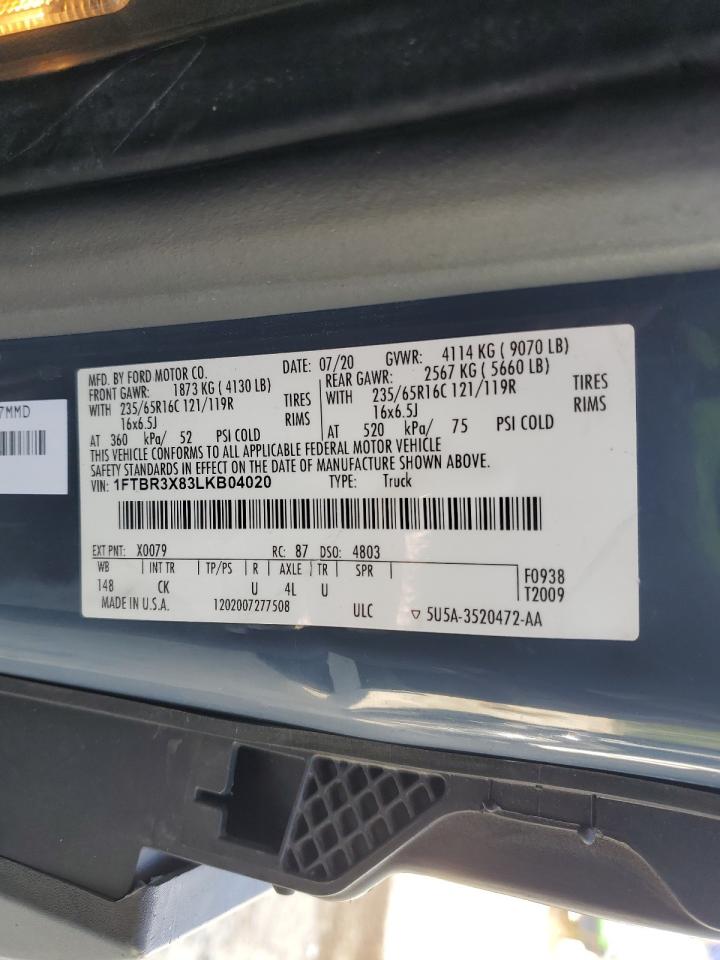 MFD. BY FORD MOTOR CO. DATE: 07/20 GVWR: 4114 KG ( 9070 LB)
FRONT GAWR: 1873 KG ( 4130 LB) REAR GAWR: 2567 KG ( 5660 LB)
WITH 235/65R16C 121/119R TIRES WITH 235/65R16C 121/119R TIRES
16x6.5J RIMS 16x6.5J RIMS
AT 360 kPa/ 52 PSI COLD AT 520 kPa/ 75 PSI COLD
THIS VEHICLE CONFORMS TO ALL APPLICABLE FEDERAL MOTOR VEHICLE
SAFETY STANDARDS IN EFFECT ON THE DATE OF MANUFACTURE SHOWN ABOVE.
VIN: 1FTBR3X83LKB04020 TYPE: Truck
EXT PNT: X0079 RC: 87 DSO: 4803
WB INT TR TP/PS R AXLE TR SPR F0938
148 CK U 4L U T2009
MADE IN U.S.A. 1202007277508 ULC 5U5A-3520472-AA
7MMD